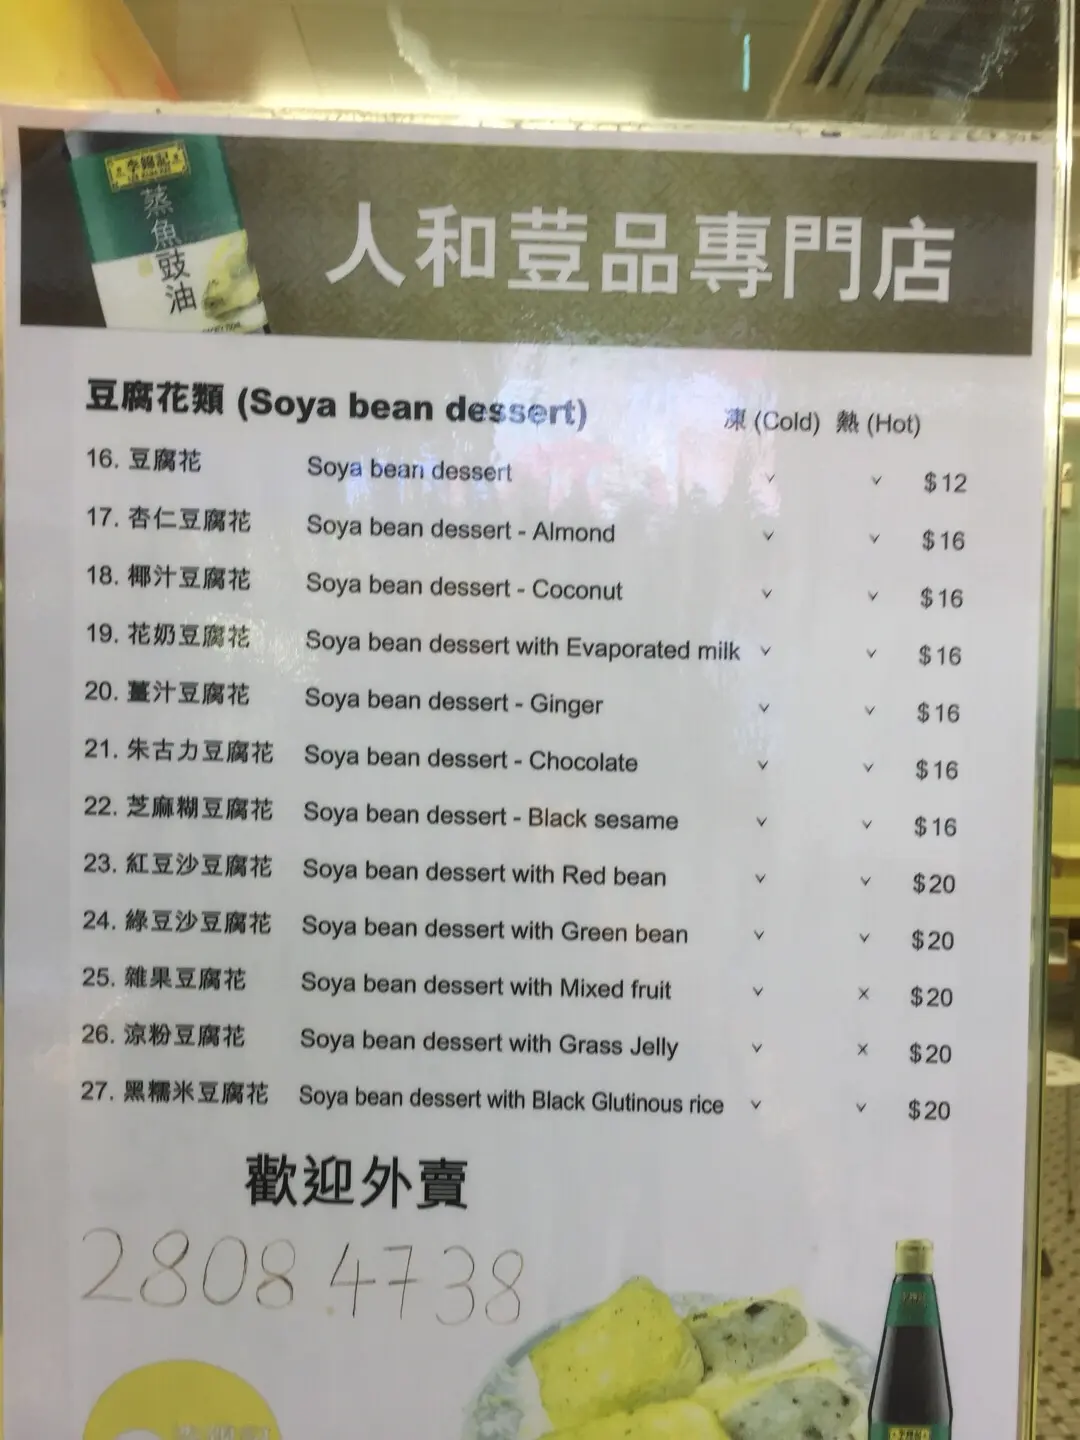 李錦記
蒸魚豉油
人和荳品專門店
豆腐花類 (Soya bean dessert) 凍 (Cold) 熱 (Hot)
16. 豆腐花 Soya bean dessert ✓ ✓ $12
17. 杏仁豆腐花 Soya bean dessert - Almond ✓ ✓ $16
18. 椰汁豆腐花 Soya bean dessert - Coconut ✓ ✓ $16
19. 花奶豆腐花 Soya bean dessert with Evaporated milk ✓ ✓ $16
20. 薑汁豆腐花 Soya bean dessert - Ginger ✓ ✓ $16
21. 朱古力豆腐花 Soya bean dessert - Chocolate ✓ ✓ $16
22. 芝麻糊豆腐花 Soya bean dessert - Black sesame ✓ ✓ $16
23. 紅豆沙豆腐花 Soya bean dessert with Red bean ✓ ✓ $20
24. 綠豆沙豆腐花 Soya bean dessert with Green bean ✓ ✓ $20
25. 雜果豆腐花 Soya bean dessert with Mixed fruit ✓ × $20
26. 涼粉豆腐花 Soya bean dessert with Grass Jelly ✓ × $20
27. 黑糯米豆腐花 Soya bean dessert with Black Glutinous rice ✓ ✓ $20
歡迎外賣
2808 4738